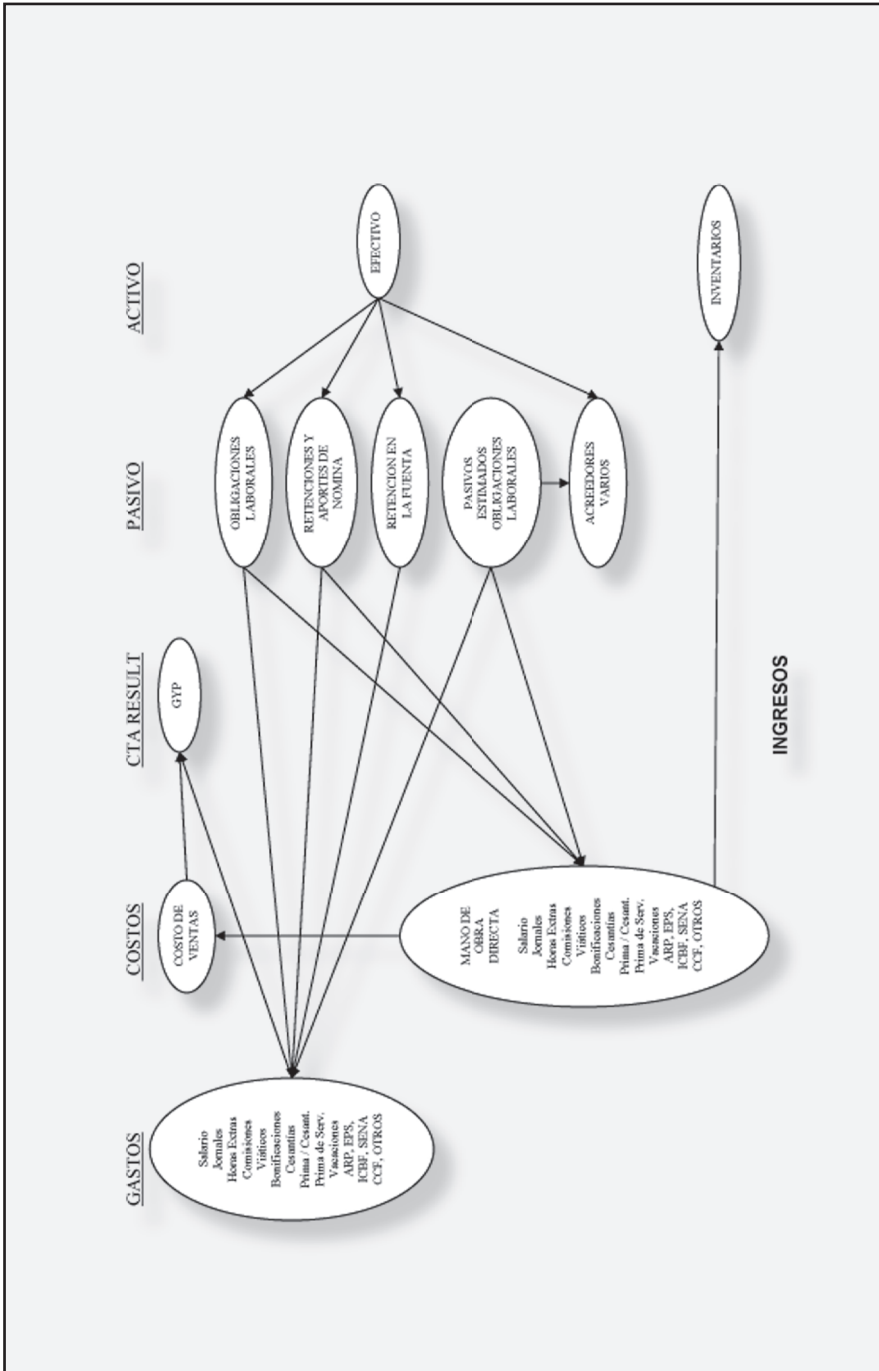 GASTOS
COSTOS
CTA RESULT
PASIVO
ACTIVO
Salario
Jornales
Horas Extras
Comisiones
Viáticos
Bonificaciones
Cesantías
Prima / Cesant.
Prima de Serv.
Vacaciones
ARP, EPS,
ICBF, SENA
CCF, OTROS
COSTO DE
VENTAS
MANO DE
OBRA
DIRECTA
Salario
Jornales
Horas Extras
Comisiones
Viáticos
Bonificaciones
Cesantías
Prima / Cesant.
Prima de Serv.
Vacaciones
ARP, EPS,
ICBF, SENA
CCF, OTROS
GYP
OBLIGACIONES
LABORALES
RETENCIONES Y
APORTES DE
NOMINA
RETENCION EN
LA FUENTA
PASIVOS
ESTIMADOS
OBLIGACIONES
LABORALES
ACREEDORES
VARIOS
EFECTIVO
INVENTARIOS
INGRESOS